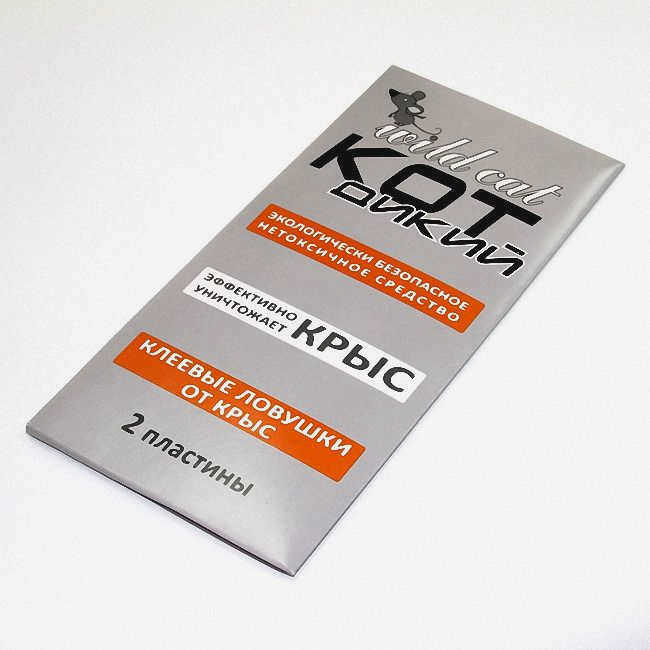 wild cat
КОТ
ДИКИЙ
ЭКОЛОГИЧЕСКИ БЕЗОПАСНОЕ
НЕТОКСИЧНОЕ СРЕДСТВО
ЭФФЕКТИВНО
УНИЧТОЖАЕТ
КРЫС
КЛЕЕВЫЕ ЛОВУШКИ
ОТ КРЫС
2 пластины